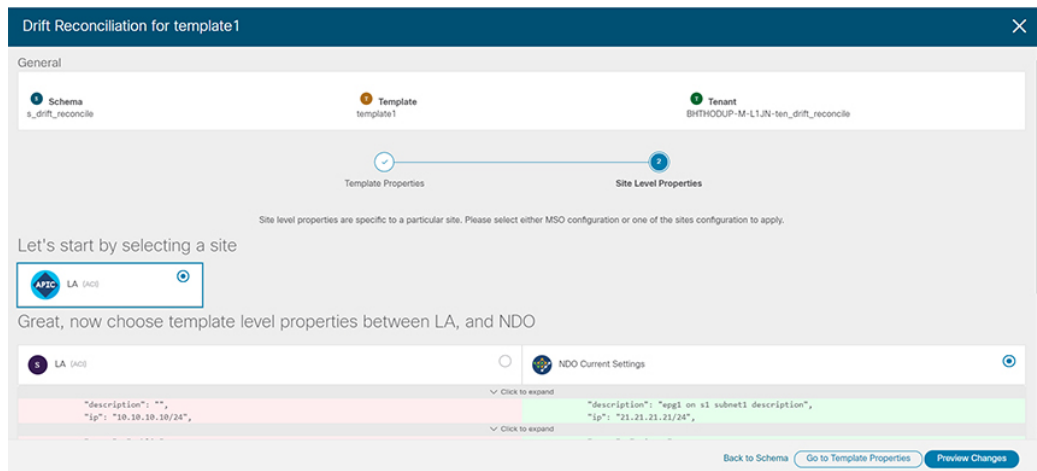 Drift Reconciliation for template1
General
S Schema
s_drift_reconcile
T Template
template1
T Tenant
BHTHODUP-M-L1JN-ten_drift_reconcile
2
Template Properties
Site Level Properties
Site level properties are specific to a particular site. Please select either MSO configuration or one of the sites configuration to apply.
Let's start by selecting a site
APIC LA (ACI)
Great, now choose template level properties between LA, and NDO
S LA (ACI)
NDO Current Settings
Click to expand
"description": "",
"ip": "10.10.10.10/24",
"description": "epg1 on s1 subnet1 description",
"ip": "21.21.21.21/24",
Click to expand
Back to Schema Go to Template Properties Preview Changes